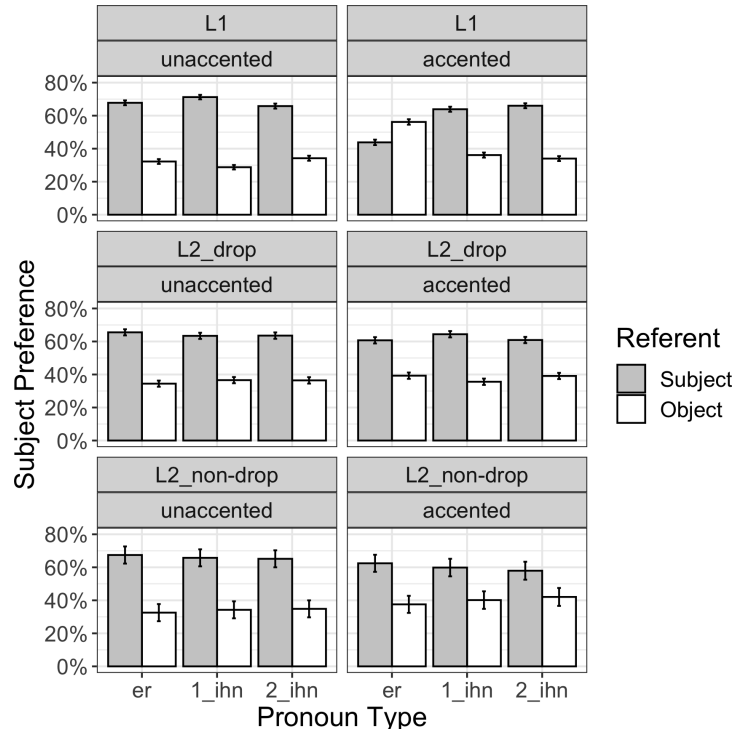 L1
L1
unaccented
accented
80%
60%
40%
20%
0%
L2_drop
L2_drop
unaccented
accented
80%
60%
40%
20%
0%
L2_non-drop
L2_non-drop
unaccented
accented
80%
60%
40%
20%
0%
er
1_ihn
2_ihn
er
1_ihn
2_ihn
Pronoun Type
Subject Preference
Referent
Subject
Object